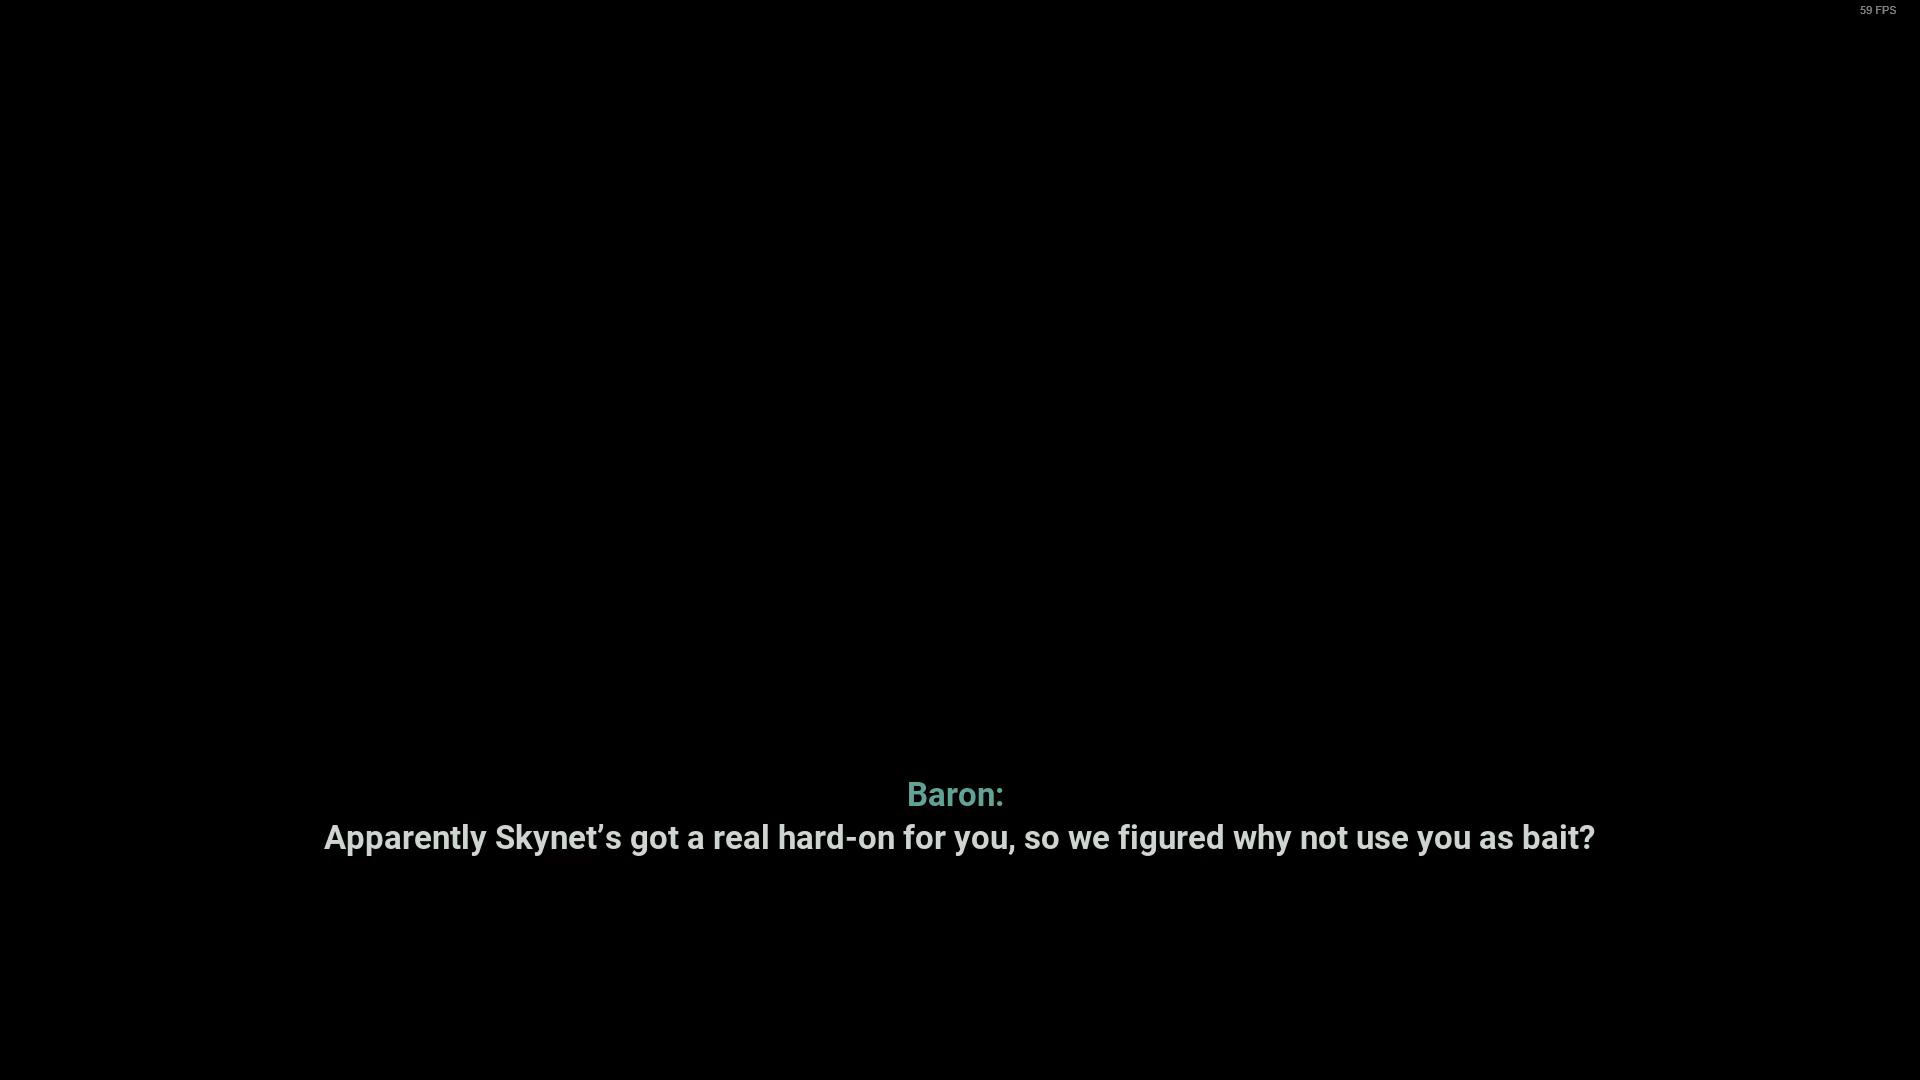 59 FPS
Baron:
Apparently Skynet’s got a real hard-on for you, so we figured why not use you as bait?